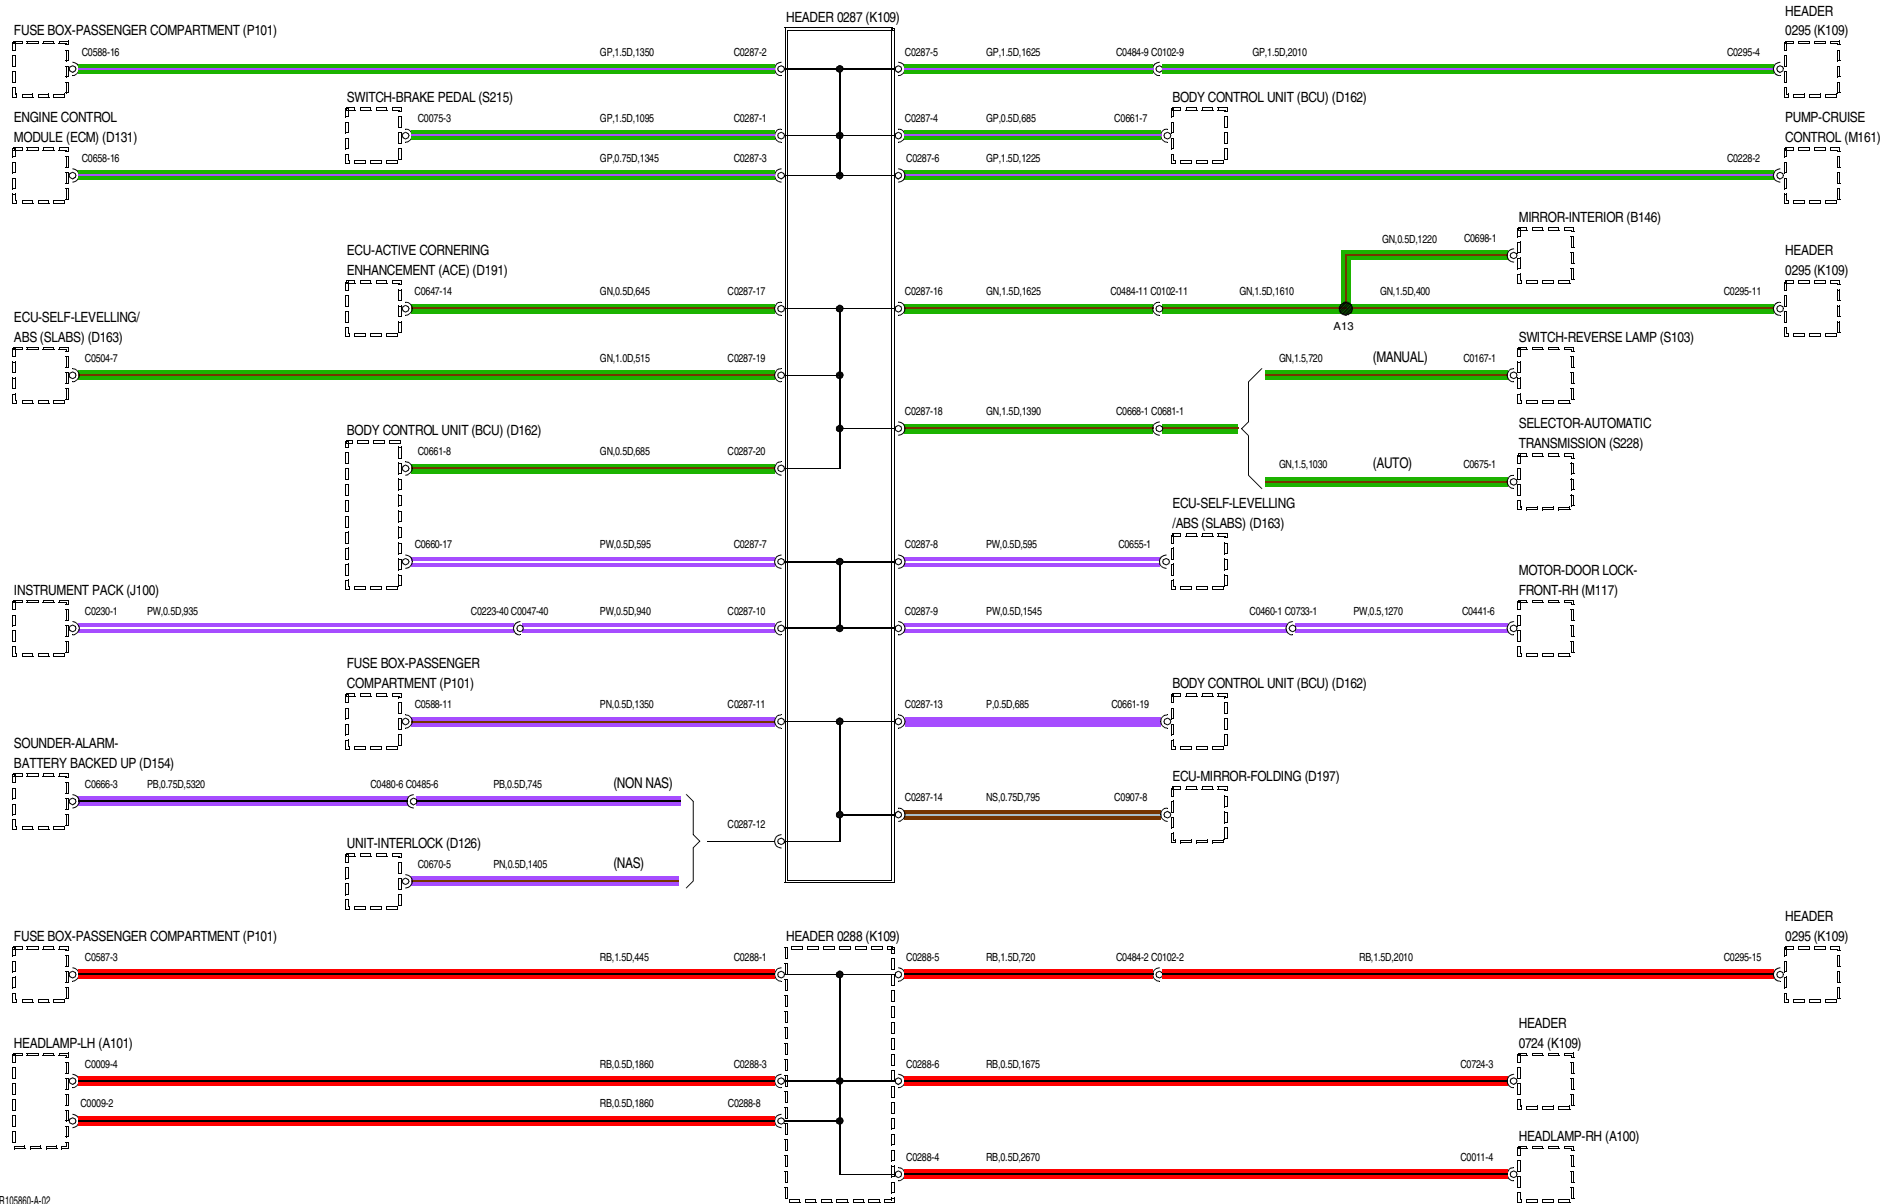 HEADER 0287 (K109)
HEADER
0295 (K109)
FUSE BOX-PASSENGER COMPARTMENT (P101)
C0588-16
GP,1.5D,1350
C0287-2
C0287-5
GP,1.5D,1625
C0484-9 C0102-9
GP,1.5D,2010
C0295-4
SWITCH-BRAKE PEDAL (S215)
BODY CONTROL UNIT (BCU) (D162)
C0075-3
GP,1.5D,1095
C0287-1
C0287-4
GP,0.5D,685
C0661-7
ENGINE CONTROL
MODULE (ECM) (D131)
PUMP-CRUISE
CONTROL (M161)
C0658-16
GP,0.75D,1345
C0287-3
C0287-6
GP,1.5D,1225
C0228-2
MIRROR-INTERIOR (B146)
GN,0.5D,1220
C0698-1
ECU-ACTIVE CORNERING
ENHANCEMENT (ACE) (D191)
HEADER
0295 (K109)
C0647-14
GN,0.5D,645
C0287-17
C0287-16
GN,1.5D,1625
C0484-11 C0102-11
GN,1.5D,1610
GN,1.5D,400
C0295-11
A13
ECU-SELF-LEVELLING/
ABS (SLABS) (D163)
C0504-7
GN,1.0D,515
C0287-19
SWITCH-REVERSE LAMP (S103)
GN,1.5,720
(MANUAL)
C0167-1
C0287-18
GN,1.5D,1390
C0668-1 C0681-1
SELECTOR-AUTOMATIC
TRANSMISSION (S228)
GN,1.5,1030
(AUTO)
C0675-1
BODY CONTROL UNIT (BCU) (D162)
C0661-8
GN,0.5D,685
C0287-20
ECU-SELF-LEVELLING
/ABS (SLABS) (D163)
C0660-17
PW,0.5D,595
C0287-7
C0287-8
PW,0.5D,595
C0655-1
INSTRUMENT PACK (J100)
MOTOR-DOOR LOCK-
FRONT-RH (M117)
C0230-1
PW,0.5D,935
C0223-40 C0047-40
PW,0.5D,940
C0287-10
C0287-9
PW,0.5D,1545
C0460-1 C0733-1
PW,0.5,1270
C0441-6
FUSE BOX-PASSENGER
COMPARTMENT (P101)
BODY CONTROL UNIT (BCU) (D162)
C0588-11
PN,0.5D,1350
C0287-11
C0287-13
P,0.5D,685
C0661-19
SOUNDER-ALARM-
BATTERY BACKED UP (D154)
C0666-3
PB,0.75D,5320
C0480-6 C0485-6
PB,0.5D,745
(NON NAS)
ECU-MIRROR-FOLDING (D197)
C0287-14
NS,0.75D,795
C0907-8
C0287-12
UNIT-INTERLOCK (D126)
C0670-5
PN,0.5D,1405
(NAS)
FUSE BOX-PASSENGER COMPARTMENT (P101)
HEADER 0288 (K109)
HEADER
0295 (K109)
C0587-3
RB,1.5D,445
C0288-1
C0288-5
RB,1.5D,720
C0484-2 C0102-2
RB,1.5D,2010
C0295-15
HEADLAMP-LH (A101)
HEADER
0724 (K109)
C0009-4
RB,0.5D,1860
C0288-3
C0288-6
RB,0.5D,1675
C0724-3
C0009-2
RB,0.5D,1860
C0288-8
HEADLAMP-RH (A100)
C0288-4
RB,0.5D,2670
C0011-4
R105860-A-02